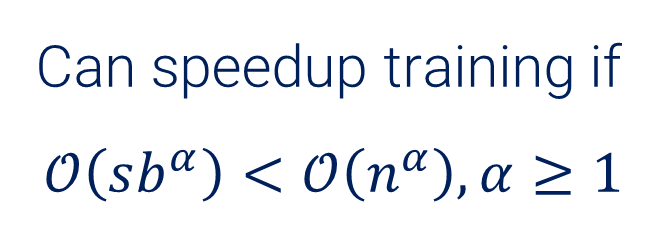 Can speedup training if
𝒪(sb^α) < 𝒪(n^α), α ≥ 1